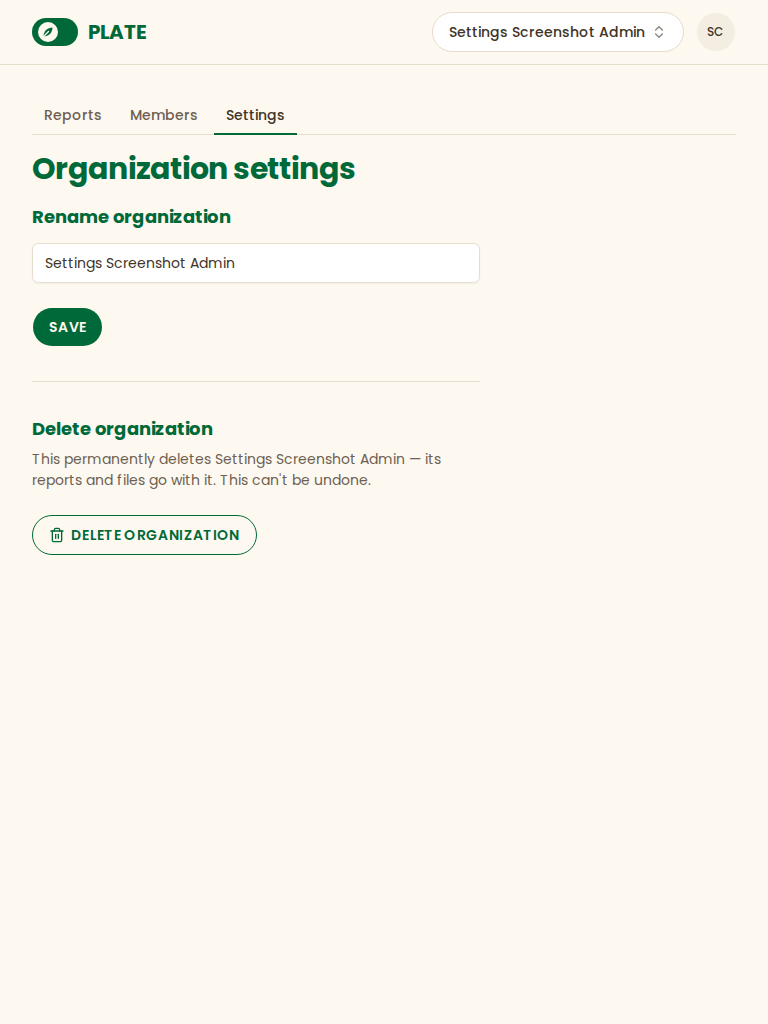 PLATE
Settings Screenshot Admin
SC
Reports
Members
Settings
Organization settings
Rename organization
Settings Screenshot Admin
SAVE
Delete organization
This permanently deletes Settings Screenshot Admin — its
reports and files go with it. This can't be undone.
DELETE ORGANIZATION